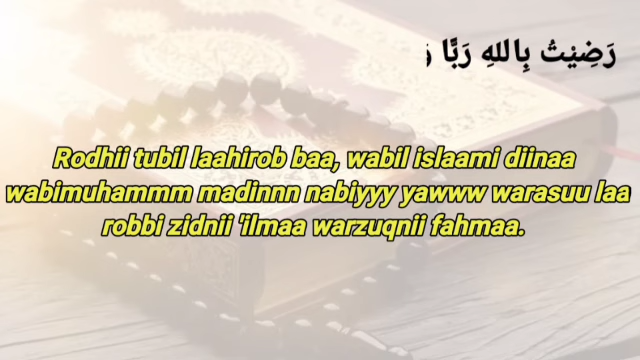 رَضِيْتُ بِاللهِ رَبًّا وَ
Rodhii tubil laahirob baa, wabil islaami diinaa
wabimuhammm madinnn nabiyyy yawww warasuu laa
robbi zidnii 'ilmaa warzuqnii fahmaa.